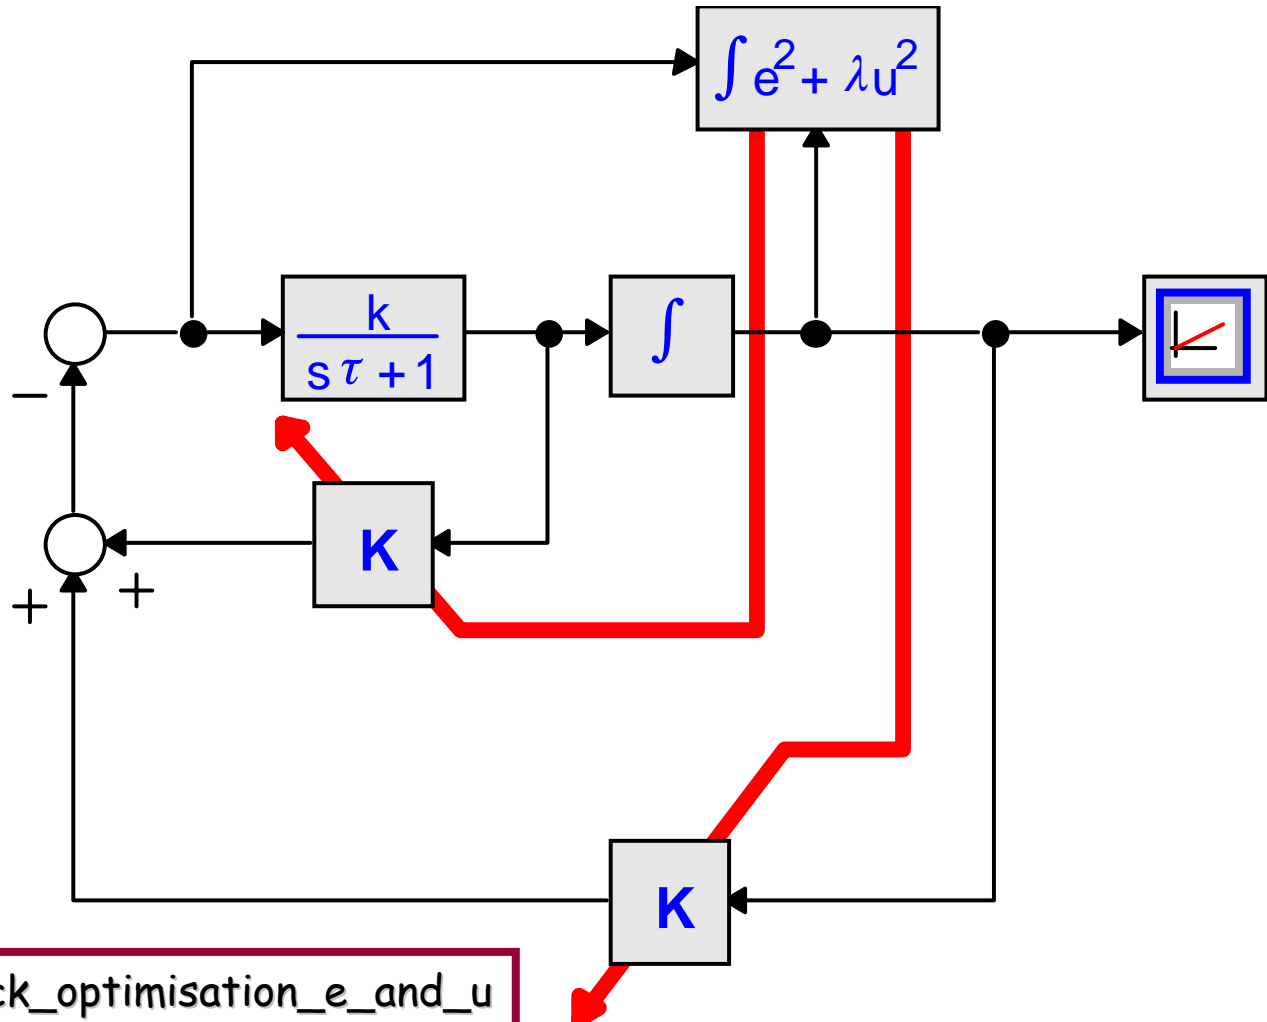 ∫ e² + λu²
k
sτ + 1
∫
−
K
+ +
K
ck_optimisation_e_and_u